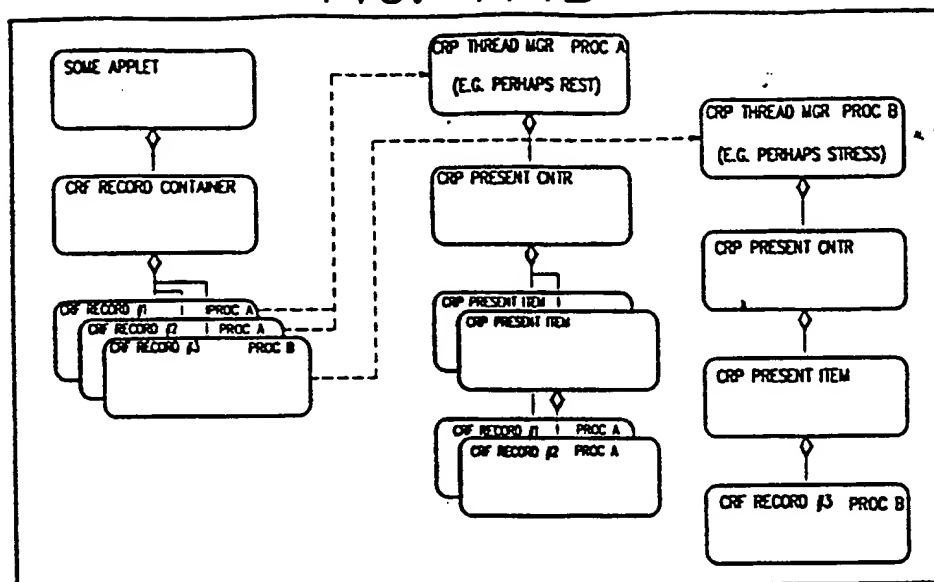 SOME APPLET
CRF RECORD CONTAINER
CRF RECORD #1 PROC A
CRF RECORD #2 PROC A
CRF RECORD #3 PROC B
CRP THREAD MGR PROC A
(E.G. PERHAPS REST)
CRP PRESENT CNTR
CRP PRESENT ITEM
CRP PRESENT ITEM
CRF RECORD #1 PROC A
CRF RECORD #2 PROC A
CRP THREAD MGR PROC B
(E.G. PERHAPS STRESS)
CRP PRESENT CNTR
CRP PRESENT ITEM
CRF RECORD #3 PROC B